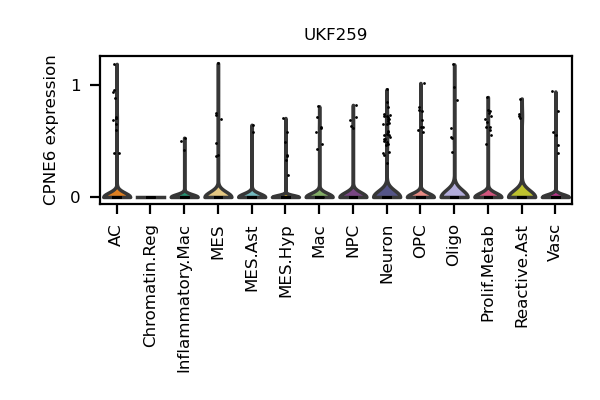 UKF259
CPNE6 expression
1
0
AC
Chromatin.Reg
Inflammatory.Mac
MES
MES.Ast
MES.Hyp
Mac
NPC
Neuron
OPC
Oligo
Prolif.Metab
Reactive.Ast
Vasc